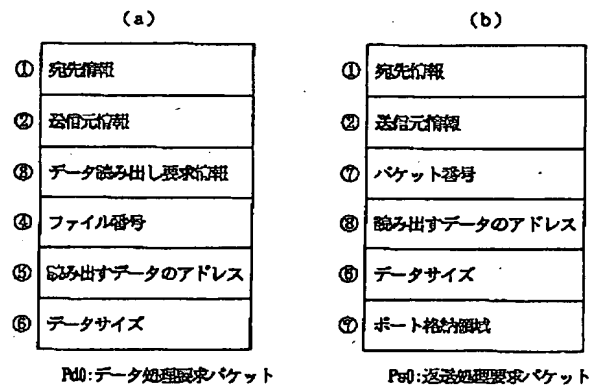 (a)
① 宛先情報
② 送信元情報
③ データ読み出し要求情報
④ ファイル番号
⑤ 読み出すデータのアドレス
⑥ データサイズ
Pd0:データ処理要求パケット
(b)
① 宛先情報
② 送信元情報
⑦ パケット番号
⑧ 読み出すデータのアドレス
⑥ データサイズ
⑦ ポート格納領域
Ps0:返送処理要求パケット